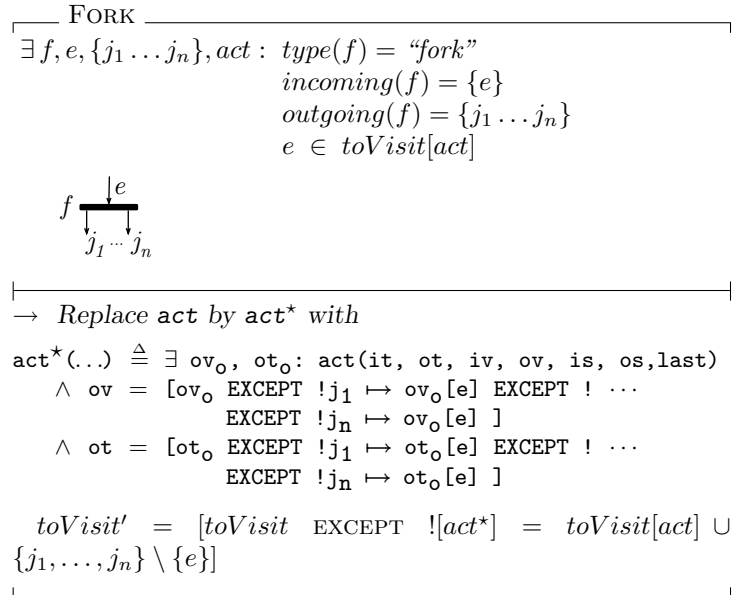 FORK
∃ f, e, {j₁ … jₙ}, act : type(f) = “fork”
incoming(f) = {e}
outgoing(f) = {j₁ … jₙ}
e ∈ toVisit[act]
e
f
j₁ ... jₙ
→ Replace act by act⋆ with
act⋆(…) ≜ ∃ ovₒ, otₒ: act(it, ot, iv, ov, is, os,last)
∧ ov = [ovₒ EXCEPT !j₁ ↦ ovₒ[e] EXCEPT ! ⋯
EXCEPT !jₙ ↦ ovₒ[e] ]
∧ ot = [otₒ EXCEPT !j₁ ↦ otₒ[e] EXCEPT ! ⋯
EXCEPT !jₙ ↦ otₒ[e] ]
toVisit′ = [toVisit EXCEPT ![act⋆] = toVisit[act] ∪
{j₁, … , jₙ} \ {e}]